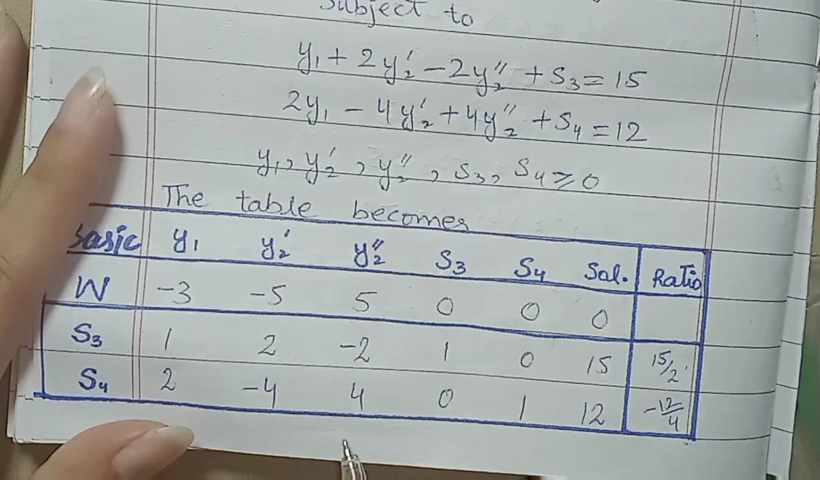 Subject to
y₁ + 2y₂′ − 2y₂″ + S₃ = 15
2y₁ − 4y₂′ + 4y₂″ + S₄ = 12
y₁, y₂′, y₂″, S₃, S₄ ≥ 0
The table becomes
Basic y₁ y₂′ y₂″ S₃ S₄ Sol. Ratio
W -3 -5 5 0 0 0
S₃ 1 2 -2 1 0 15 15/2
S₄ 2 -4 4 0 1 12 -12/4